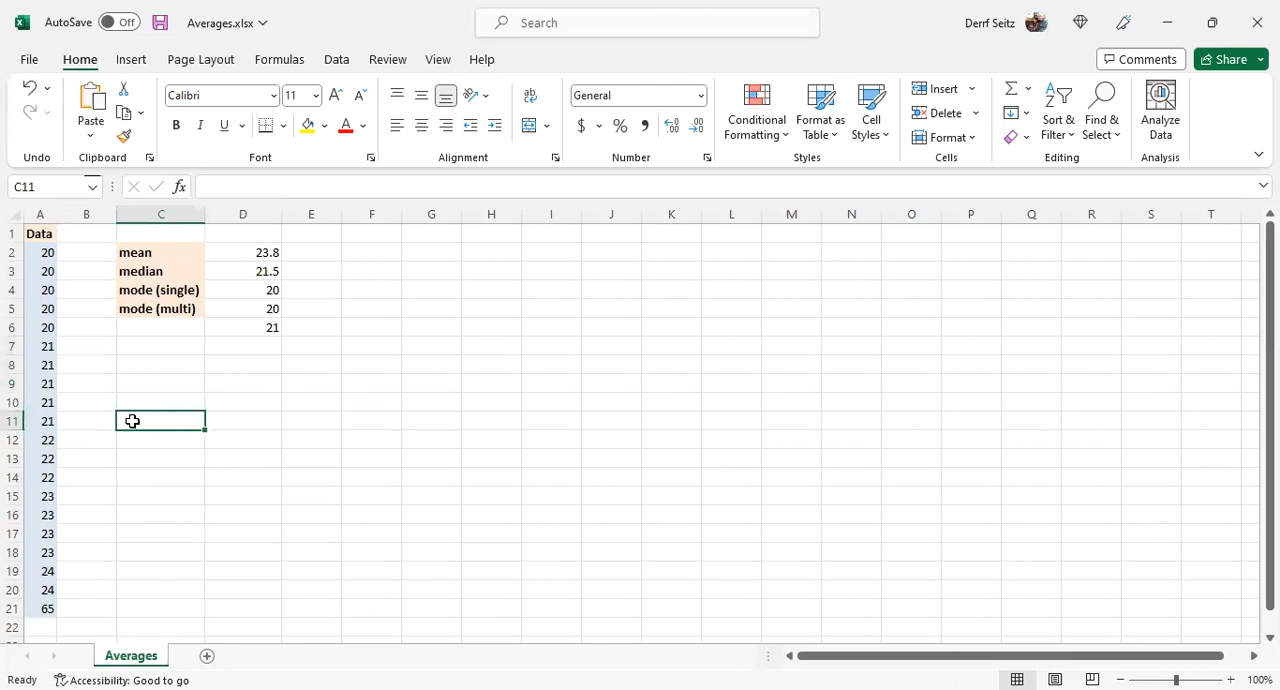 AutoSave Off Averages.xlsx Search Derrf Seitz
File Home Insert Page Layout Formulas Data Review View Help Comments Share
Calibri 11 General Insert
Paste B I U $ % Conditional Formatting Format as Table Cell Styles Delete Sort & Filter Find & Select Analyze Data
Format
Undo Clipboard Font Alignment Number Styles Cells Editing Analysis
C11 fx
A B C D E F G H I J K L M N O P Q R S T
1 Data
2 20 mean 23.8
3 20 median 21.5
4 20 mode (single) 20
5 20 mode (multi) 20
6 20 21
7 21
8 21
9 21
10 21
11 21
12 22
13 22
14 22
15 23
16 23
17 23
18 23
19 24
20 24
21 65
22
Averages
Ready Accessibility: Good to go 100%